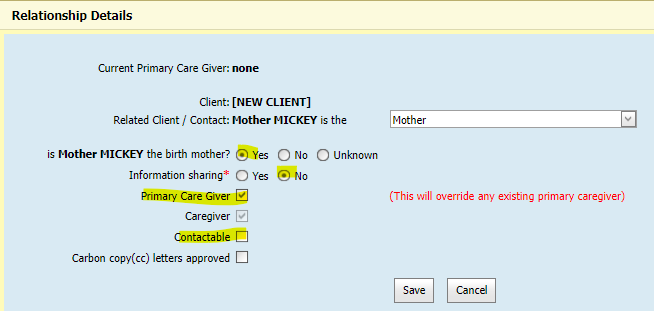 Relationship Details
Current Primary Care Giver: none
Client: [NEW CLIENT]
Related Client / Contact: Mother MICKEY is the Mother
is Mother MICKEY the birth mother? Yes No Unknown
Information sharing* Yes No
Primary Care Giver (This will override any existing primary caregiver)
Caregiver
Contactable
Carbon copy(cc) letters approved
Save Cancel